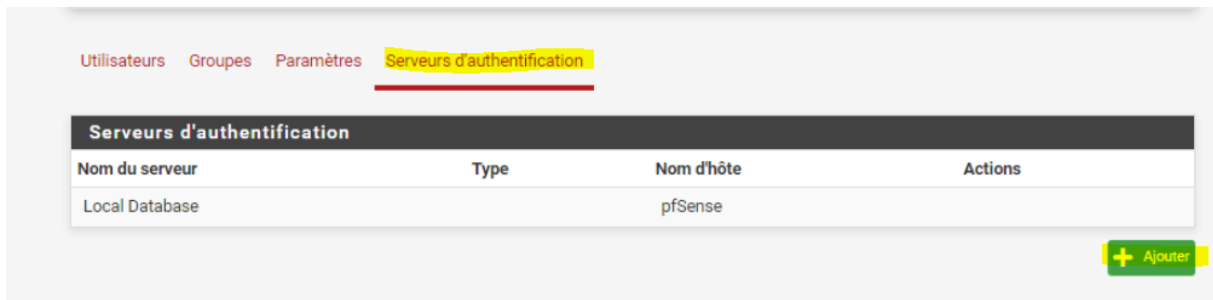 Utilisateurs Groupes Paramètres Serveurs d'authentification
Serveurs d'authentification
Nom du serveur Type Nom d'hôte Actions
Local Database pfSense
Ajouter